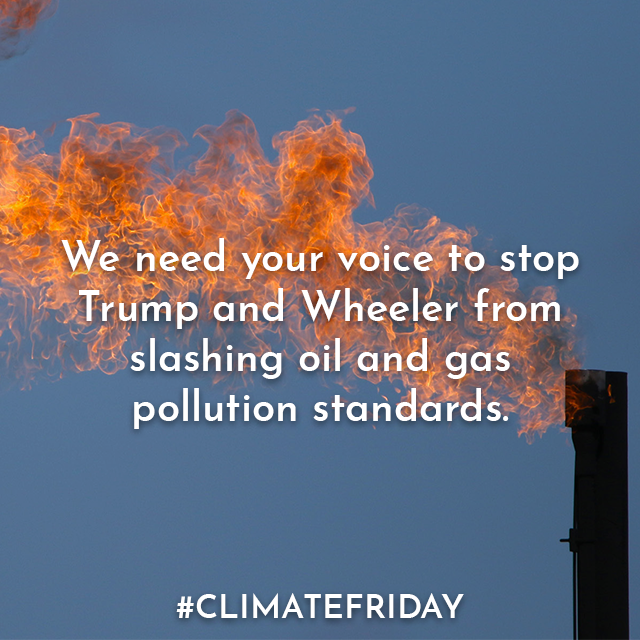 We need your voice to stop
Trump and Wheeler from
slashing oil and gas
pollution standards.
#CLIMATEFRIDAY